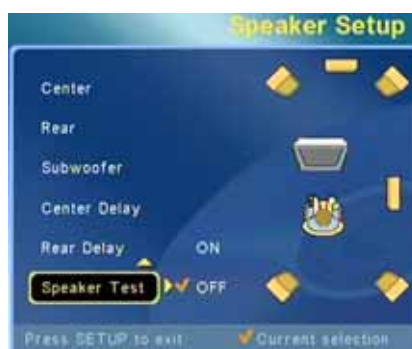 Speaker Setup
Center
Rear
Subwoofer
Center Delay
Rear Delay ON
Speaker Test OFF
Press SETUP to exit Current selection